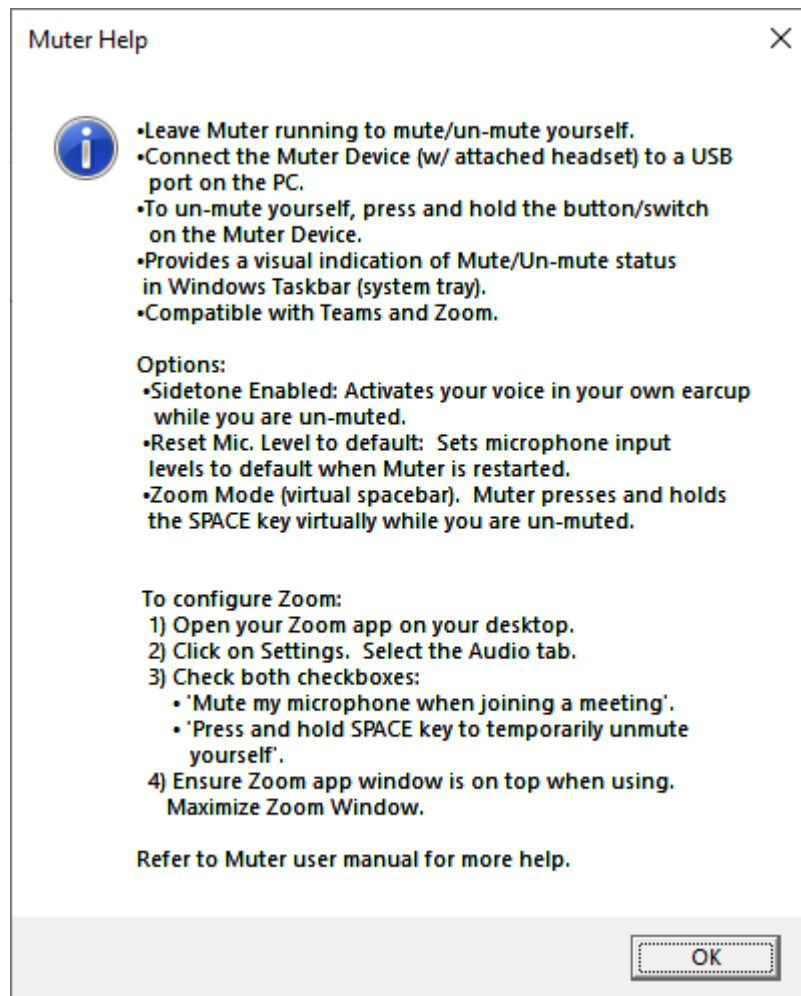 Muter Help
•Leave Muter running to mute/un-mute yourself.
•Connect the Muter Device (w/ attached headset) to a USB
port on the PC.
•To un-mute yourself, press and hold the button/switch
on the Muter Device.
•Provides a visual indication of Mute/Un-mute status
in Windows Taskbar (system tray).
•Compatible with Teams and Zoom.
Options:
•Sidetone Enabled: Activates your voice in your own earcup
while you are un-muted.
•Reset Mic. Level to default:  Sets microphone input
levels to default when Muter is restarted.
•Zoom Mode (virtual spacebar).  Muter presses and holds
the SPACE key virtually while you are un-muted.
To configure Zoom:
1) Open your Zoom app on your desktop.
2) Click on Settings.  Select the Audio tab.
3) Check both checkboxes:
• 'Mute my microphone when joining a meeting'.
• 'Press and hold SPACE key to temporarily unmute
yourself'.
4) Ensure Zoom app window is on top when using.
Maximize Zoom Window.
Refer to Muter user manual for more help.
OK